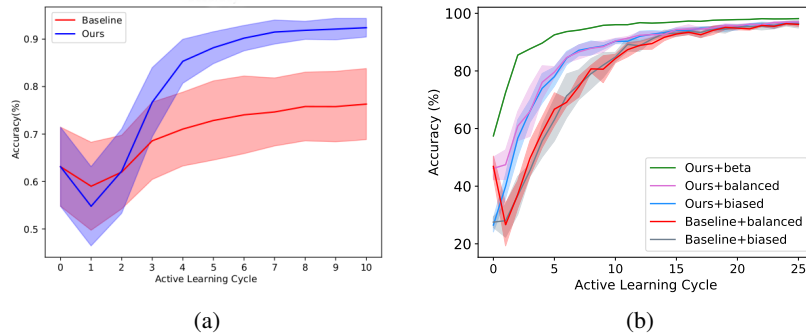 Baseline
Ours
Accuracy(%)
0.9
0.8
0.7
0.6
0.5
0 1 2 3 4 5 6 7 8 9 10
Active Learning Cycle
(a)
100
80
60
40
20
Accuracy (%)
Ours+beta
Ours+balanced
Ours+biased
Baseline+balanced
Baseline+biased
0 5 10 15 20 25
Active Learning Cycle
(b)